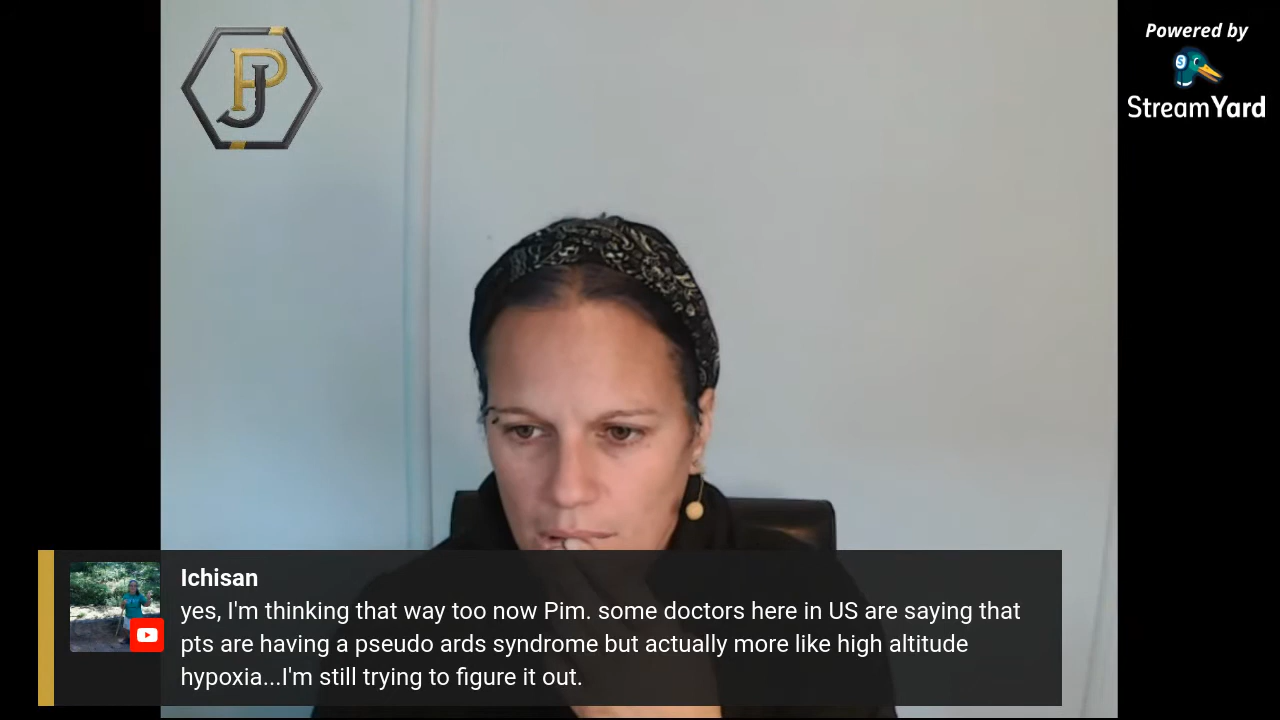 PJ
Powered by
StreamYard
Ichisan
yes, I'm thinking that way too now Pim. some doctors here in US are saying that
pts are having a pseudo ards syndrome but actually more like high altitude
hypoxia...I'm still trying to figure it out.